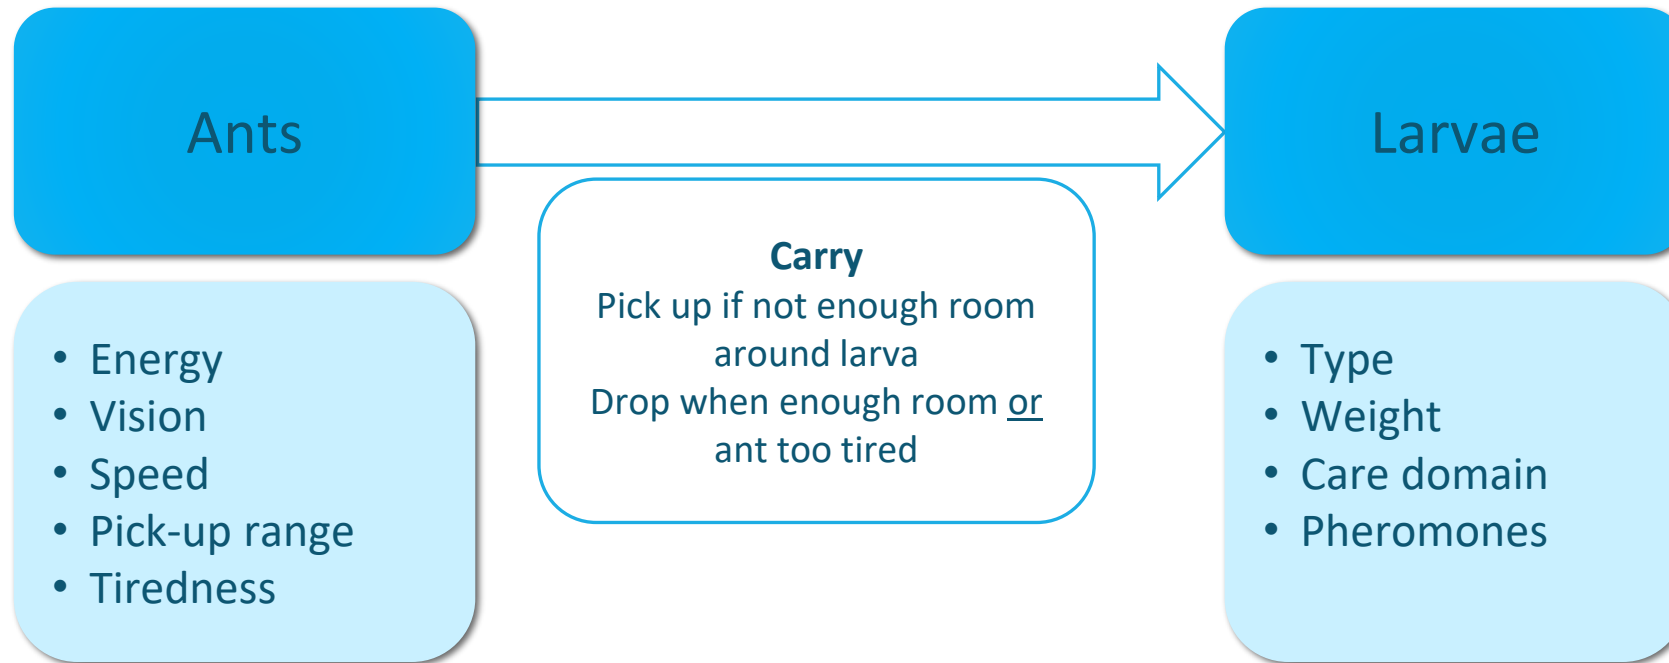 Ants
Larvae
Carry
Pick up if not enough room
around larva
Drop when enough room or
ant too tired
• Energy
• Vision
• Speed
• Pick-up range
• Tiredness
• Type
• Weight
• Care domain
• Pheromones